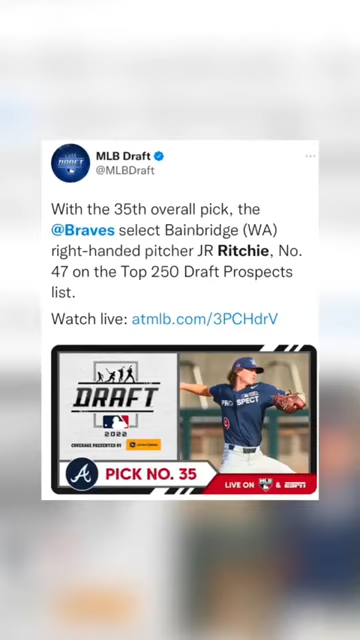 MLB Draft
@MLBDraft
With the 35th overall pick, the
@Braves select Bainbridge (WA)
right-handed pitcher JR Ritchie, No.
47 on the Top 250 Draft Prospects
list.
Watch live: atmlb.com/3PCHdrV
DRAFT
2022
COVERAGE PRESENTED BY
PICK NO. 35
LIVE ON MLB & ESPN